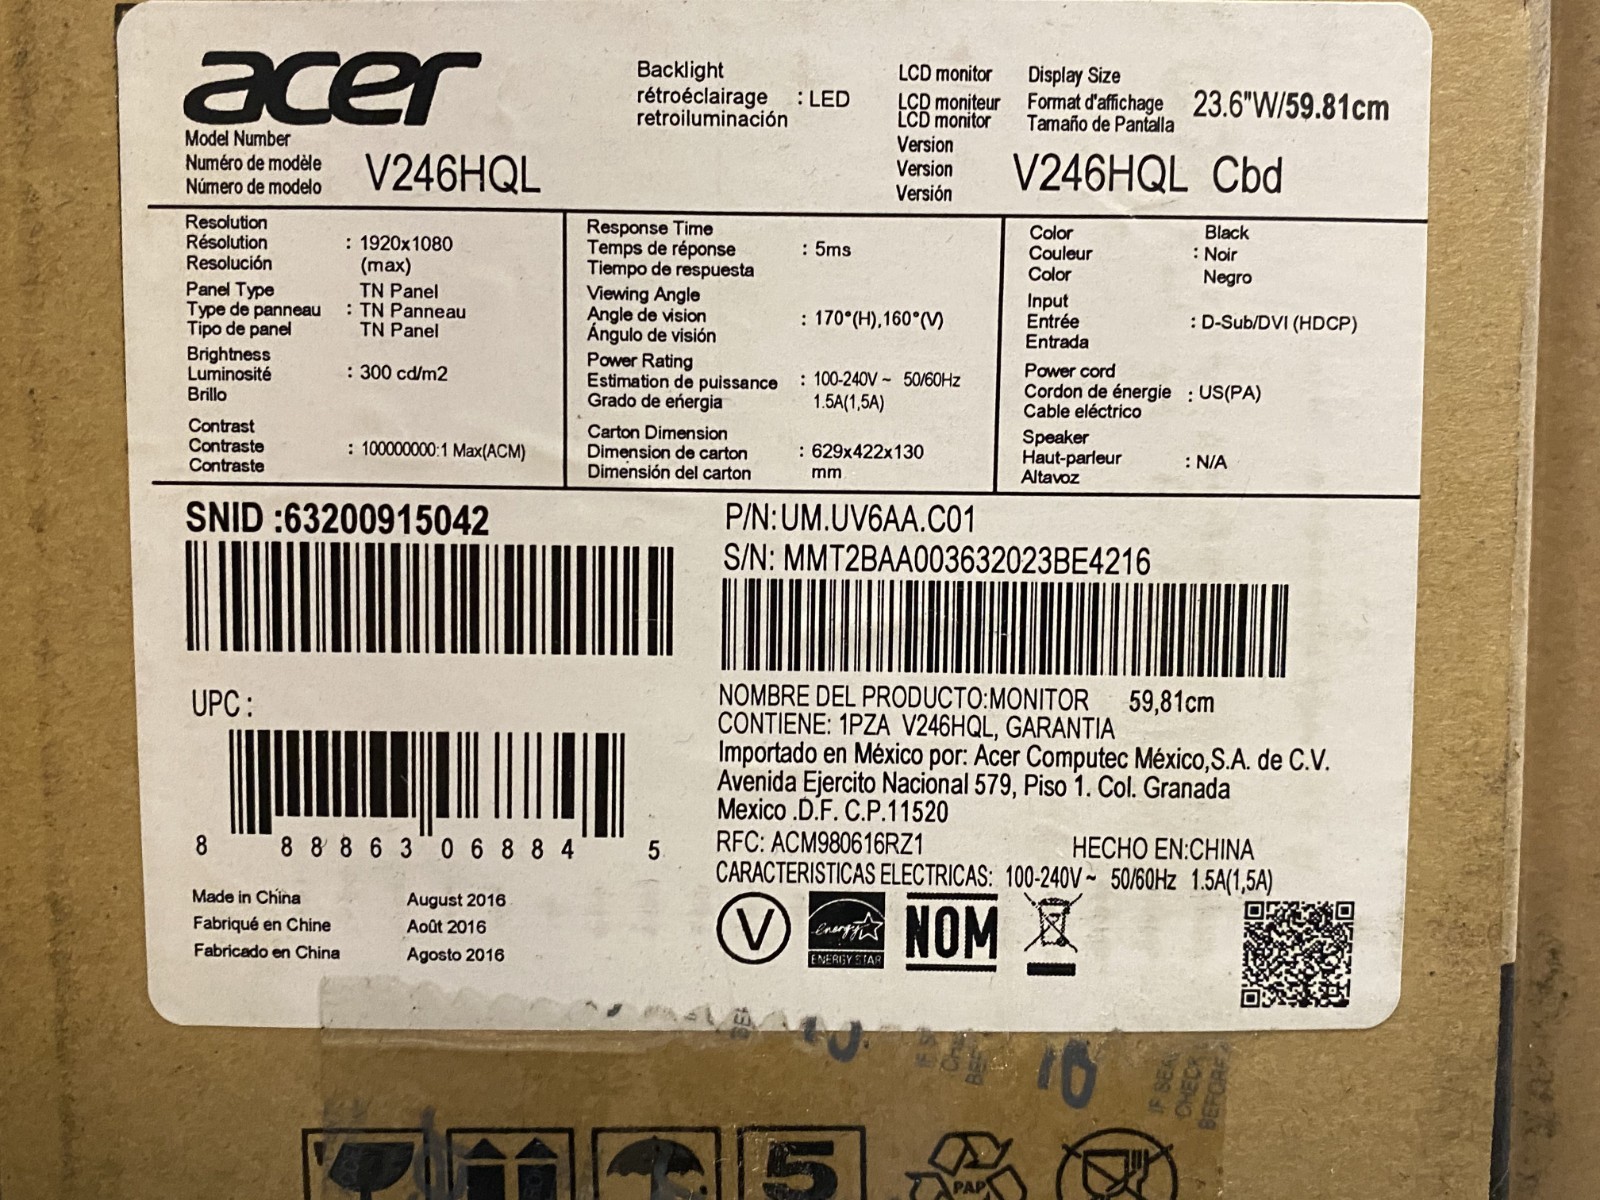 acer
Model Number
Numéro de modèle
Número de modelo
V246HQL
Backlight
rétroéclairage : LED
retroiluminación
LCD monitor
LCD moniteur
LCD monitor
Version
Version
Versión
Display Size
Format d'affichage
Tamaño de Pantalla
23.6"W/59.81cm
V246HQL Cbd
Resolution
Résolution : 1920x1080
Resolución (max)
Panel Type TN Panel
Type de panneau : TN Panneau
Tipo de panel TN Panel
Brightness
Luminosité : 300 cd/m2
Brillo
Contrast
Contraste : 100000000:1 Max(ACM)
Contraste
Response Time
Temps de réponse : 5ms
Tiempo de respuesta
Viewing Angle
Angle de vision : 170°(H),160°(V)
Ángulo de visión
Power Rating
Estimation de puissance : 100-240V ~ 50/60Hz
Grado de eńergia 1.5A(1,5A)
Carton Dimension
Dimension de carton : 629x422x130
Dimensión del carton mm
Color Black
Couleur : Noir
Color Negro
Input
Entrée : D-Sub/DVI (HDCP)
Entrada
Power cord
Cordon de énergie : US(PA)
Cable eléctrico
Speaker
Haut-parleur : N/A
Altavoz
SNID :63200915042
P/N:UM.UV6AA.C01
S/N: MMT2BAA003632023BE4216
UPC :
8 88863 06884 5
Made in China August 2016
Fabriqué en Chine Août 2016
Fabricado en China Agosto 2016
NOMBRE DEL PRODUCTO:MONITOR 59,81cm
CONTIENE: 1PZA V246HQL, GARANTIA
Importado en México por: Acer Computec México,S.A. de C.V.
Avenida Ejercito Nacional 579, Piso 1. Col. Granada
Mexico .D.F. C.P.11520
RFC: ACM980616RZ1 HECHO EN:CHINA
CARACTERISTICAS ELECTRICAS: 100-240V ~ 50/60Hz 1.5A(1,5A)
V
energy
ENERGY STAR
NOM
IF SEA
CHECK
BEFORE
5
PAP